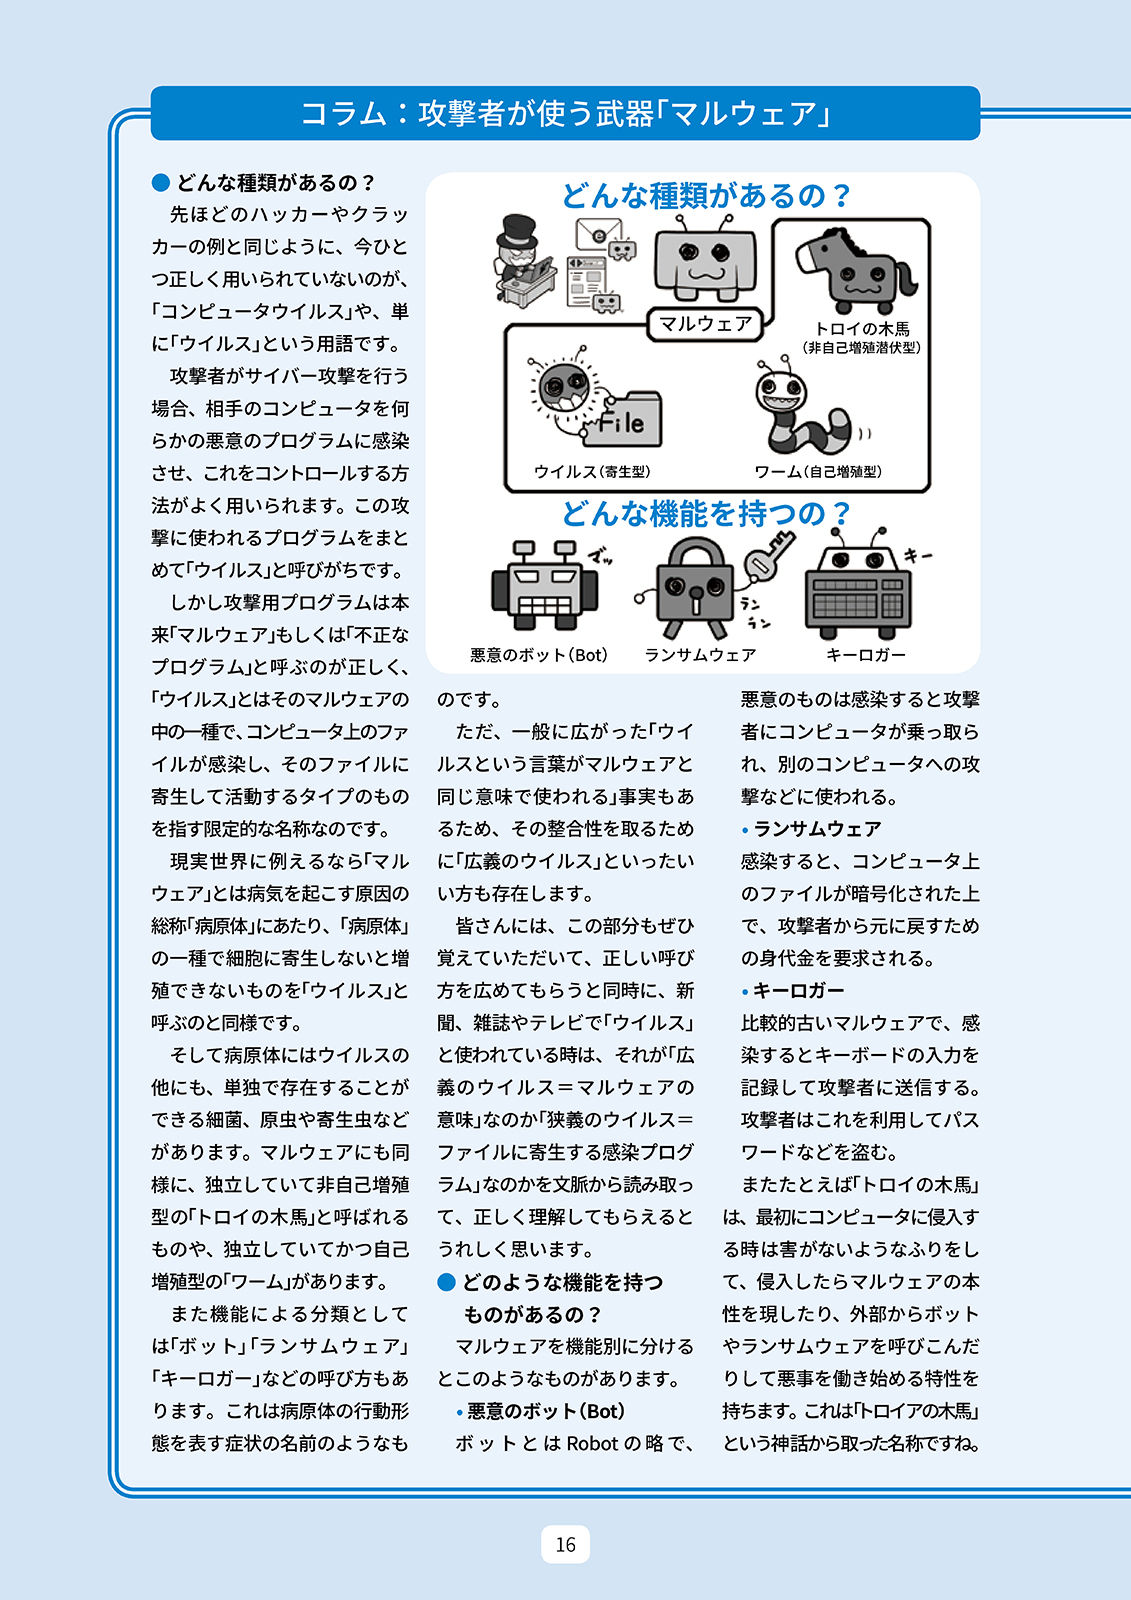 コラム：攻撃者が使う武器「マルウェア」
● どんな種類があるの？
先ほどのハッカーやクラッ
カーの例と同じように、今ひと
つ正しく用いられていないのが、
「コンピュータウイルス」や、単
に「ウイルス」という用語です。
攻撃者がサイバー攻撃を行う
場合、相手のコンピュータを何
らかの悪意のプログラムに感染
させ、これをコントロールする方
法がよく用いられます。この攻
撃に使われるプログラムをまと
めて「ウイルス」と呼びがちです。
しかし攻撃用プログラムは本
来「マルウェア」もしくは「不正な
プログラム」と呼ぶのが正しく、
「ウイルス」とはそのマルウェアの
中の一種で、コンピュータ上のファ
イルが感染し、そのファイルに
寄生して活動するタイプのもの
を指す限定的な名称なのです。
現実世界に例えるなら「マル
ウェア」とは病気を起こす原因の
総称「病原体」にあたり、「病原体」
の一種で細胞に寄生しないと増
殖できないものを「ウイルス」と
呼ぶのと同様です。
そして病原体にはウイルスの
他にも、単独で存在することが
できる細菌、原虫や寄生虫など
があります。マルウェアにも同
様に、独立していて非自己増殖
型の「トロイの木馬」と呼ばれる
ものや、独立していてかつ自己
増殖型の「ワーム」があります。
また機能による分類として
は「ボット」「ランサムウェア」
「キーロガー」などの呼び方もあ
ります。これは病原体の行動形
態を表す症状の名前のようなも
どんな種類があるの？
e
マルウェア
トロイの木馬
（非自己増殖潜伏型）
File
ウイルス（寄生型）
ワーム（自己増殖型）
どんな機能を持つの？
マッ
ラン
ラン
キー
悪意のボット（Bot）
ランサムウェア
キーロガー
のです。
ただ、一般に広がった「ウイ
ルスという言葉がマルウェアと
同じ意味で使われる」事実もあ
るため、その整合性を取るため
に「広義のウイルス」といったい
い方も存在します。
皆さんには、この部分もぜひ
覚えていただいて、正しい呼び
方を広めてもらうと同時に、新
聞、雑誌やテレビで「ウイルス」
と使われている時は、それが「広
義のウイルス＝マルウェアの
意味」なのか「狭義のウイルス＝
ファイルに寄生する感染プログ
ラム」なのかを文脈から読み取っ
て、正しく理解してもらえると
うれしく思います。
● どのような機能を持つ
ものがあるの？
マルウェアを機能別に分ける
とこのようなものがあります。
・悪意のボット（Bot）
ボットとは Robot の略で、
悪意のものは感染すると攻撃
者にコンピュータが乗っ取ら
れ、別のコンピュータへの攻
撃などに使われる。
・ランサムウェア
感染すると、コンピュータ上
のファイルが暗号化された上
で、攻撃者から元に戻すため
の身代金を要求される。
・キーロガー
比較的古いマルウェアで、感
染するとキーボードの入力を
記録して攻撃者に送信する。
攻撃者はこれを利用してパス
ワードなどを盗む。
またたとえば「トロイの木馬」
は、最初にコンピュータに侵入す
る時は害がないようなふりをし
て、侵入したらマルウェアの本
性を現したり、外部からボット
やランサムウェアを呼びこんだ
りして悪事を働き始める特性を
持ちます。これは「トロイアの木馬」
という神話から取った名称ですね。
16